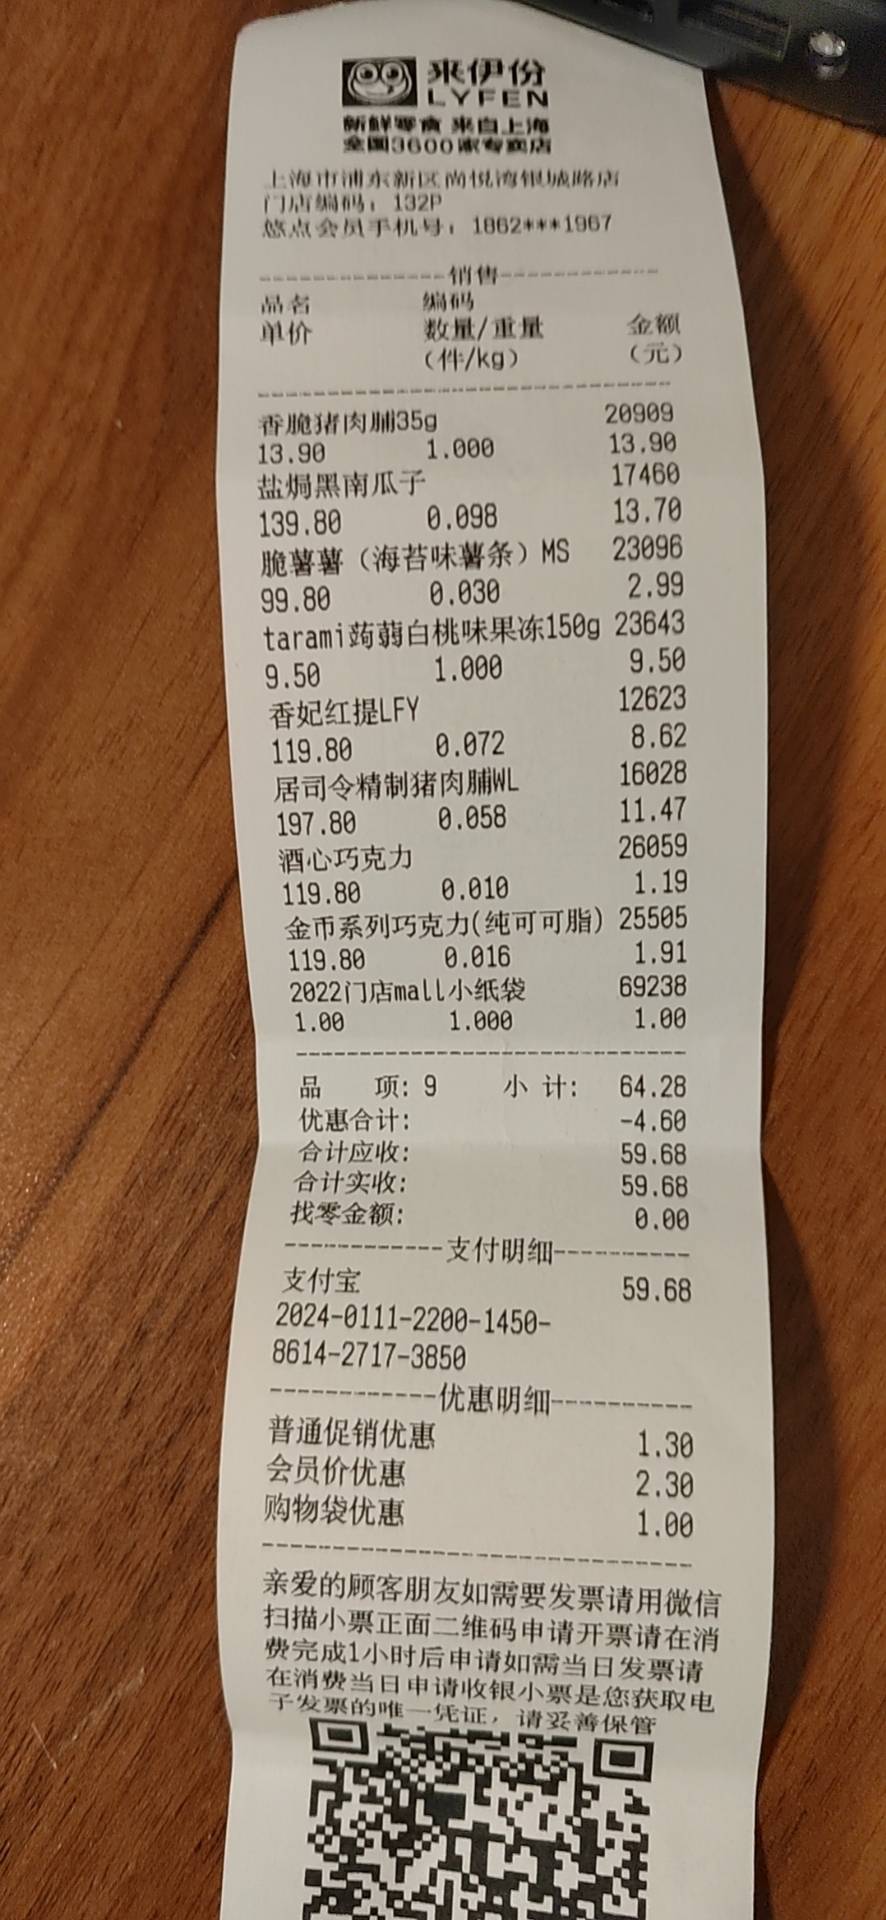 来伊份
LYFEN
新鲜零食 来自上海
全国3600家专卖店
上海市浦东新区尚悦湾银城路店
门店编码：132P
悠点会员手机号：1862***1967
------------销售------------
品名 编码
单价 数量/重量 金额
（件/kg） （元）
香脆猪肉脯35g 20909
13.90 1.000 13.90
盐焗黑南瓜子 17460
139.80 0.098 13.70
脆薯薯（海苔味薯条）MS 23096
99.80 0.030 2.99
tarami蒟蒻白桃味果冻150g 23643
9.50 1.000 9.50
香妃红提LFY 12623
119.80 0.072 8.62
居司令精制猪肉脯WL 16028
197.80 0.058 11.47
酒心巧克力 26059
119.80 0.010 1.19
金币系列巧克力(纯可可脂) 25505
119.80 0.016 1.91
2022门店mall小纸袋 69238
1.00 1.000 1.00
品 项: 9 小 计: 64.28
优惠合计: -4.60
合计应收: 59.68
合计实收: 59.68
找零金额: 0.00
------------支付明细----------
支付宝 59.68
2024-0111-2200-1450-
8614-2717-3850
------------优惠明细----------
普通促销优惠 1.30
会员价优惠 2.30
购物袋优惠 1.00
亲爱的顾客朋友如需要发票请用微信
扫描小票正面二维码申请开票请在消
费完成1小时后申请如需当日发票请
在消费当日申请收银小票是您获取电
子发票的唯一凭证，请妥善保管